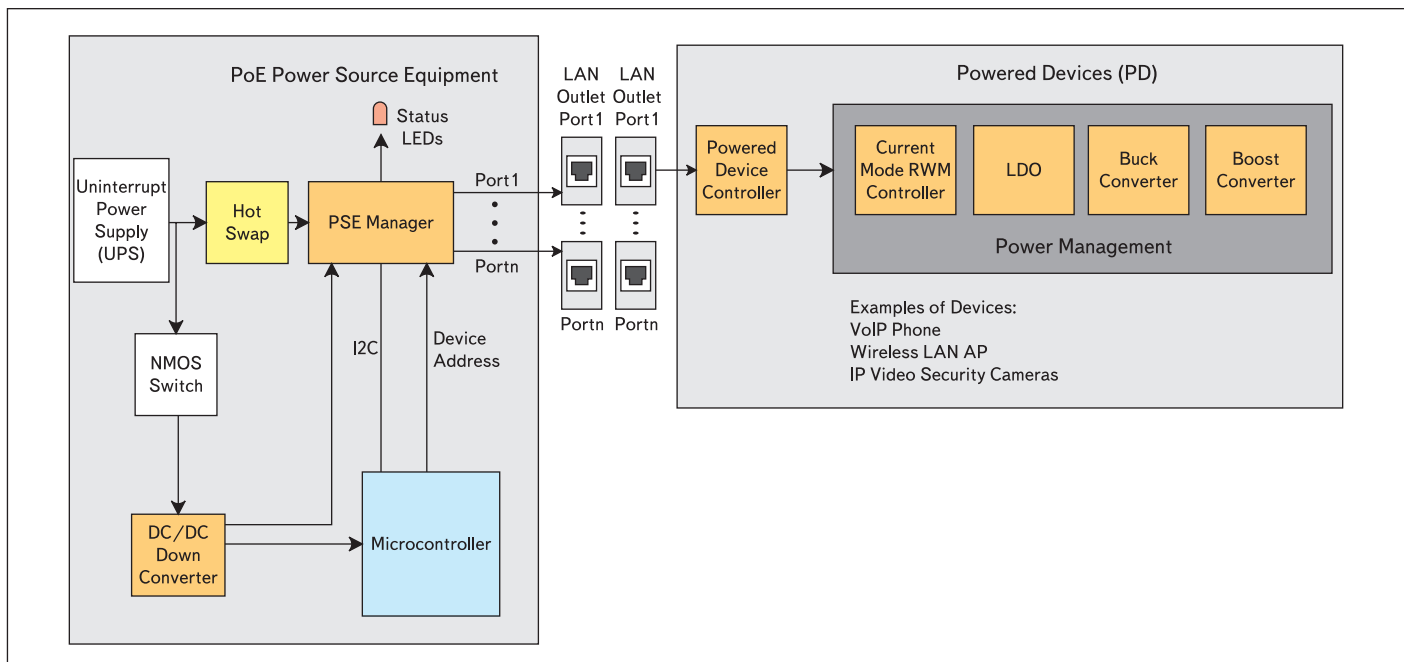 PoE Power Source Equipment
Status
LEDs
Uninterrupt
Power
Supply
(UPS)
Hot
Swap
PSE Manager
Port1
Portn
NMOS
Switch
I2C
Device
Address
DC/DC
Down
Converter
Microcontroller
LAN
Outlet
Port1
LAN
Outlet
Port1
Portn
Portn
Powered Devices (PD)
Powered
Device
Controller
Current
Mode RWM
Controller
LDO
Buck
Converter
Boost
Converter
Power Management
Examples of Devices:
VoIP Phone
Wireless LAN AP
IP Video Security Cameras